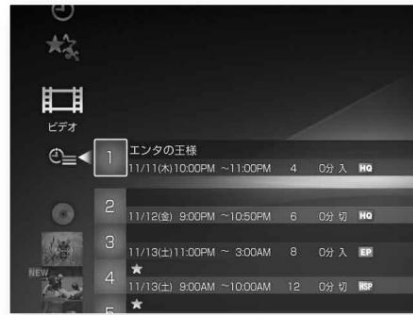 ビデオ
1
エンタの王様
11/11(木)10:00PM ～11:00PM 4 0分 入 HQ
2
11/12(金) 9:00PM ～10:50PM 6 0分 切 HQ
3
11/13(土)11:00PM ～ 3:00AM 8 0分 入 EP
NEW
4
★
11/13(土) 9:00AM ～10:00AM 12 0分 切 HSP
5
★